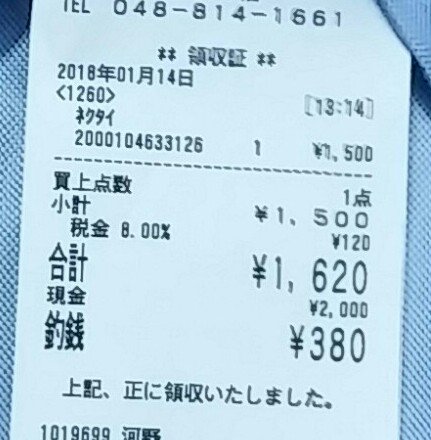 TEL 048-814-1661
** 領収証 **
2018年01月14日
<1260> [13:14]
ネクタイ
2000104633126 1 ¥1,500
買上点数 1点
小計 ¥1,500
税金 8.00% ¥120
合計 ¥1,620
現金 ¥2,000
釣銭 ¥380
上記、正に領収いたしました。
1019699 河野